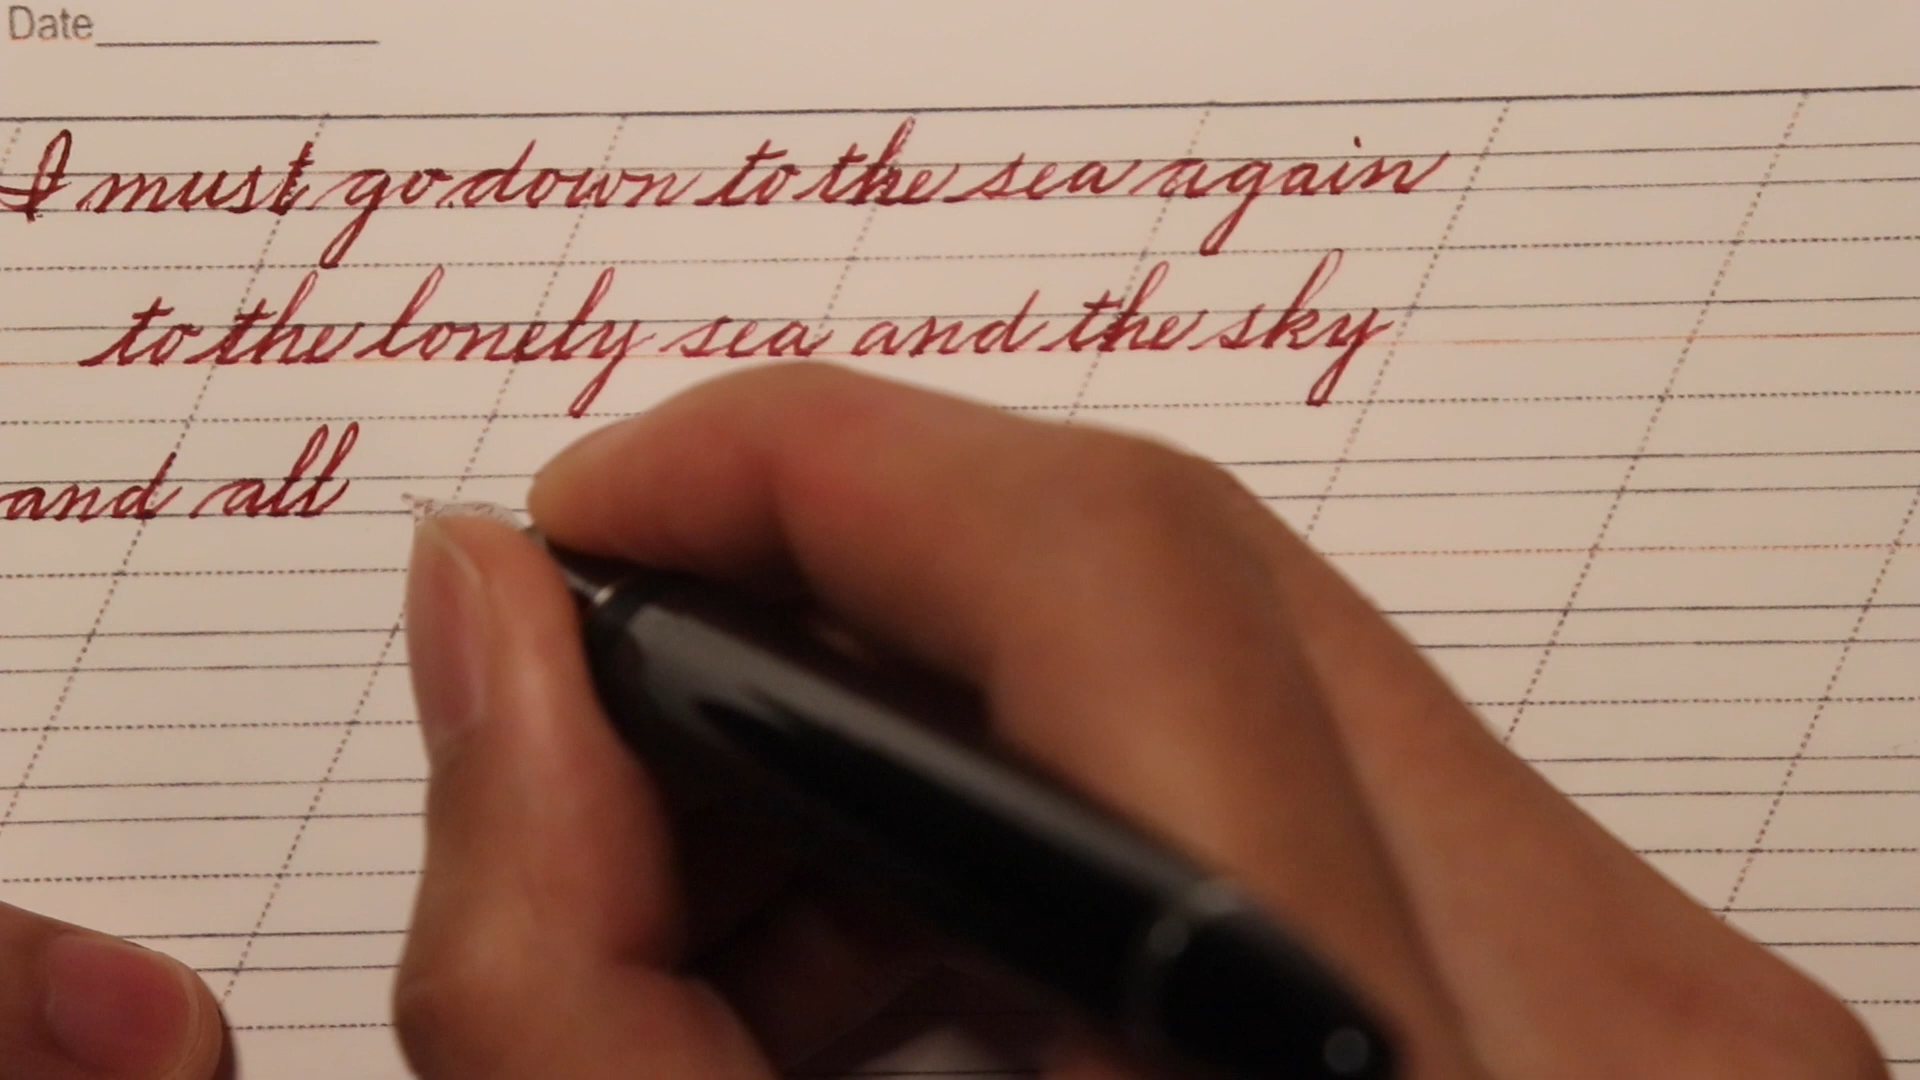 Date
I must go down to the sea again
to the lonely sea and the sky
and all